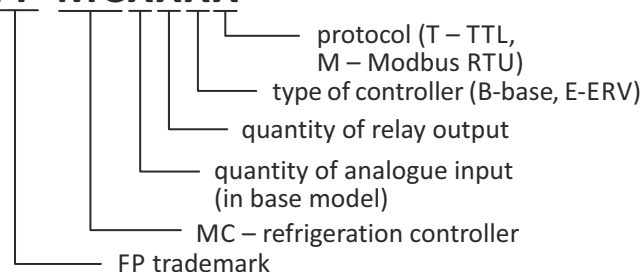 protocol (T – TTL,
M – Modbus RTU)
type of controller (B-base, E-ERV)
quantity of relay output
quantity of analogue input
(in base model)
MC – refrigeration controller
FP trademark